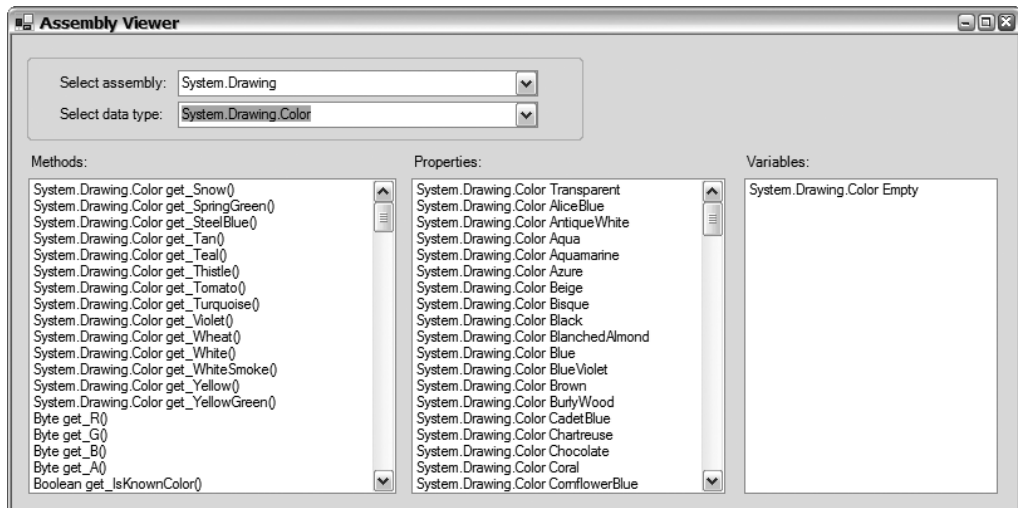 Assembly Viewer
Select assembly: System.Drawing
Select data type: System.Drawing.Color
Methods:
System.Drawing.Color get_Snow()
System.Drawing.Color get_SpringGreen()
System.Drawing.Color get_SteelBlue()
System.Drawing.Color get_Tan()
System.Drawing.Color get_Teal()
System.Drawing.Color get_Thistle()
System.Drawing.Color get_Tomato()
System.Drawing.Color get_Turquoise()
System.Drawing.Color get_Violet()
System.Drawing.Color get_Wheat()
System.Drawing.Color get_White()
System.Drawing.Color get_WhiteSmoke()
System.Drawing.Color get_Yellow()
System.Drawing.Color get_YellowGreen()
Byte get_R()
Byte get_G()
Byte get_B()
Byte get_A()
Boolean get_IsKnownColor()
Properties:
System.Drawing.Color Transparent
System.Drawing.Color AliceBlue
System.Drawing.Color AntiqueWhite
System.Drawing.Color Aqua
System.Drawing.Color Aquamarine
System.Drawing.Color Azure
System.Drawing.Color Beige
System.Drawing.Color Bisque
System.Drawing.Color Black
System.Drawing.Color BlanchedAlmond
System.Drawing.Color Blue
System.Drawing.Color BlueViolet
System.Drawing.Color Brown
System.Drawing.Color BurlyWood
System.Drawing.Color CadetBlue
System.Drawing.Color Chartreuse
System.Drawing.Color Chocolate
System.Drawing.Color Coral
System.Drawing.Color CornflowerBlue
Variables:
System.Drawing.Color Empty